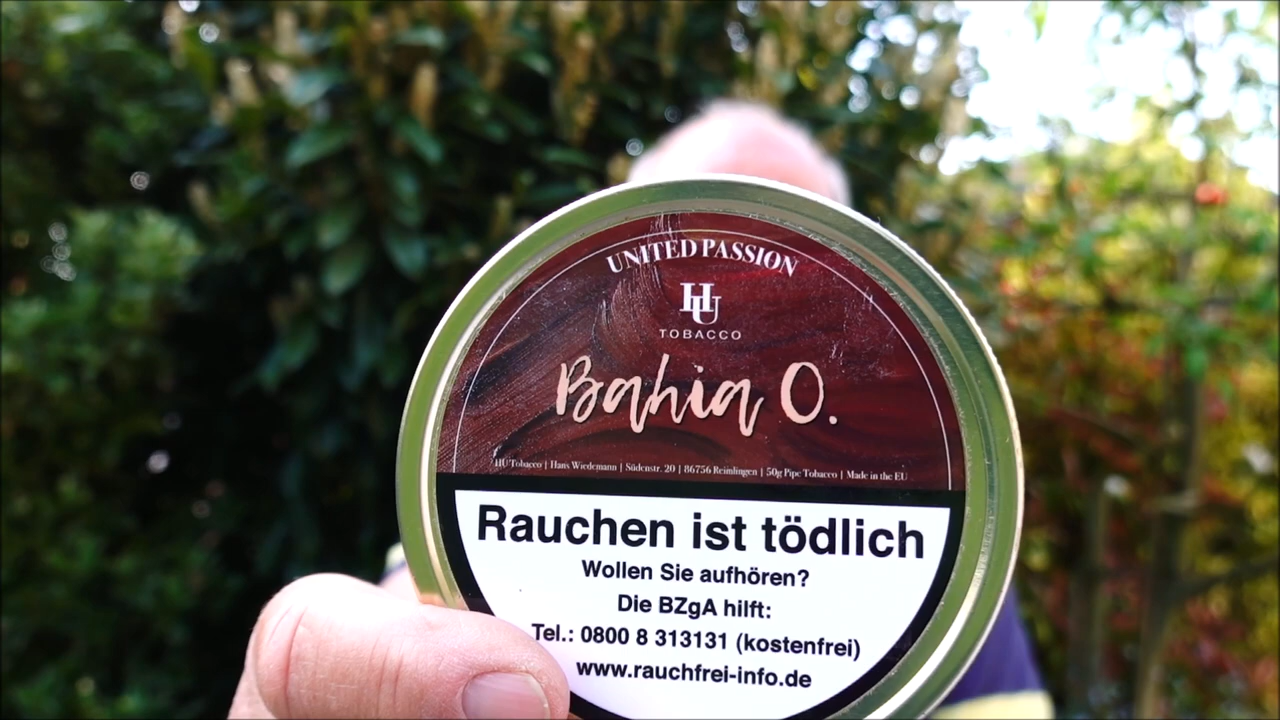 UNITED PASSION
HU
TOBACCO
Bahia O.
HU Tobacco | Hans Wiedemann | Südenstr. 20 | 86756 Reimlingen | 50g Pipe Tobacco | Made in the EU
Rauchen ist tödlich
Wollen Sie aufhören?
Die BZgA hilft:
Tel.: 0800 8 313131 (kostenfrei)
www.rauchfrei-info.de